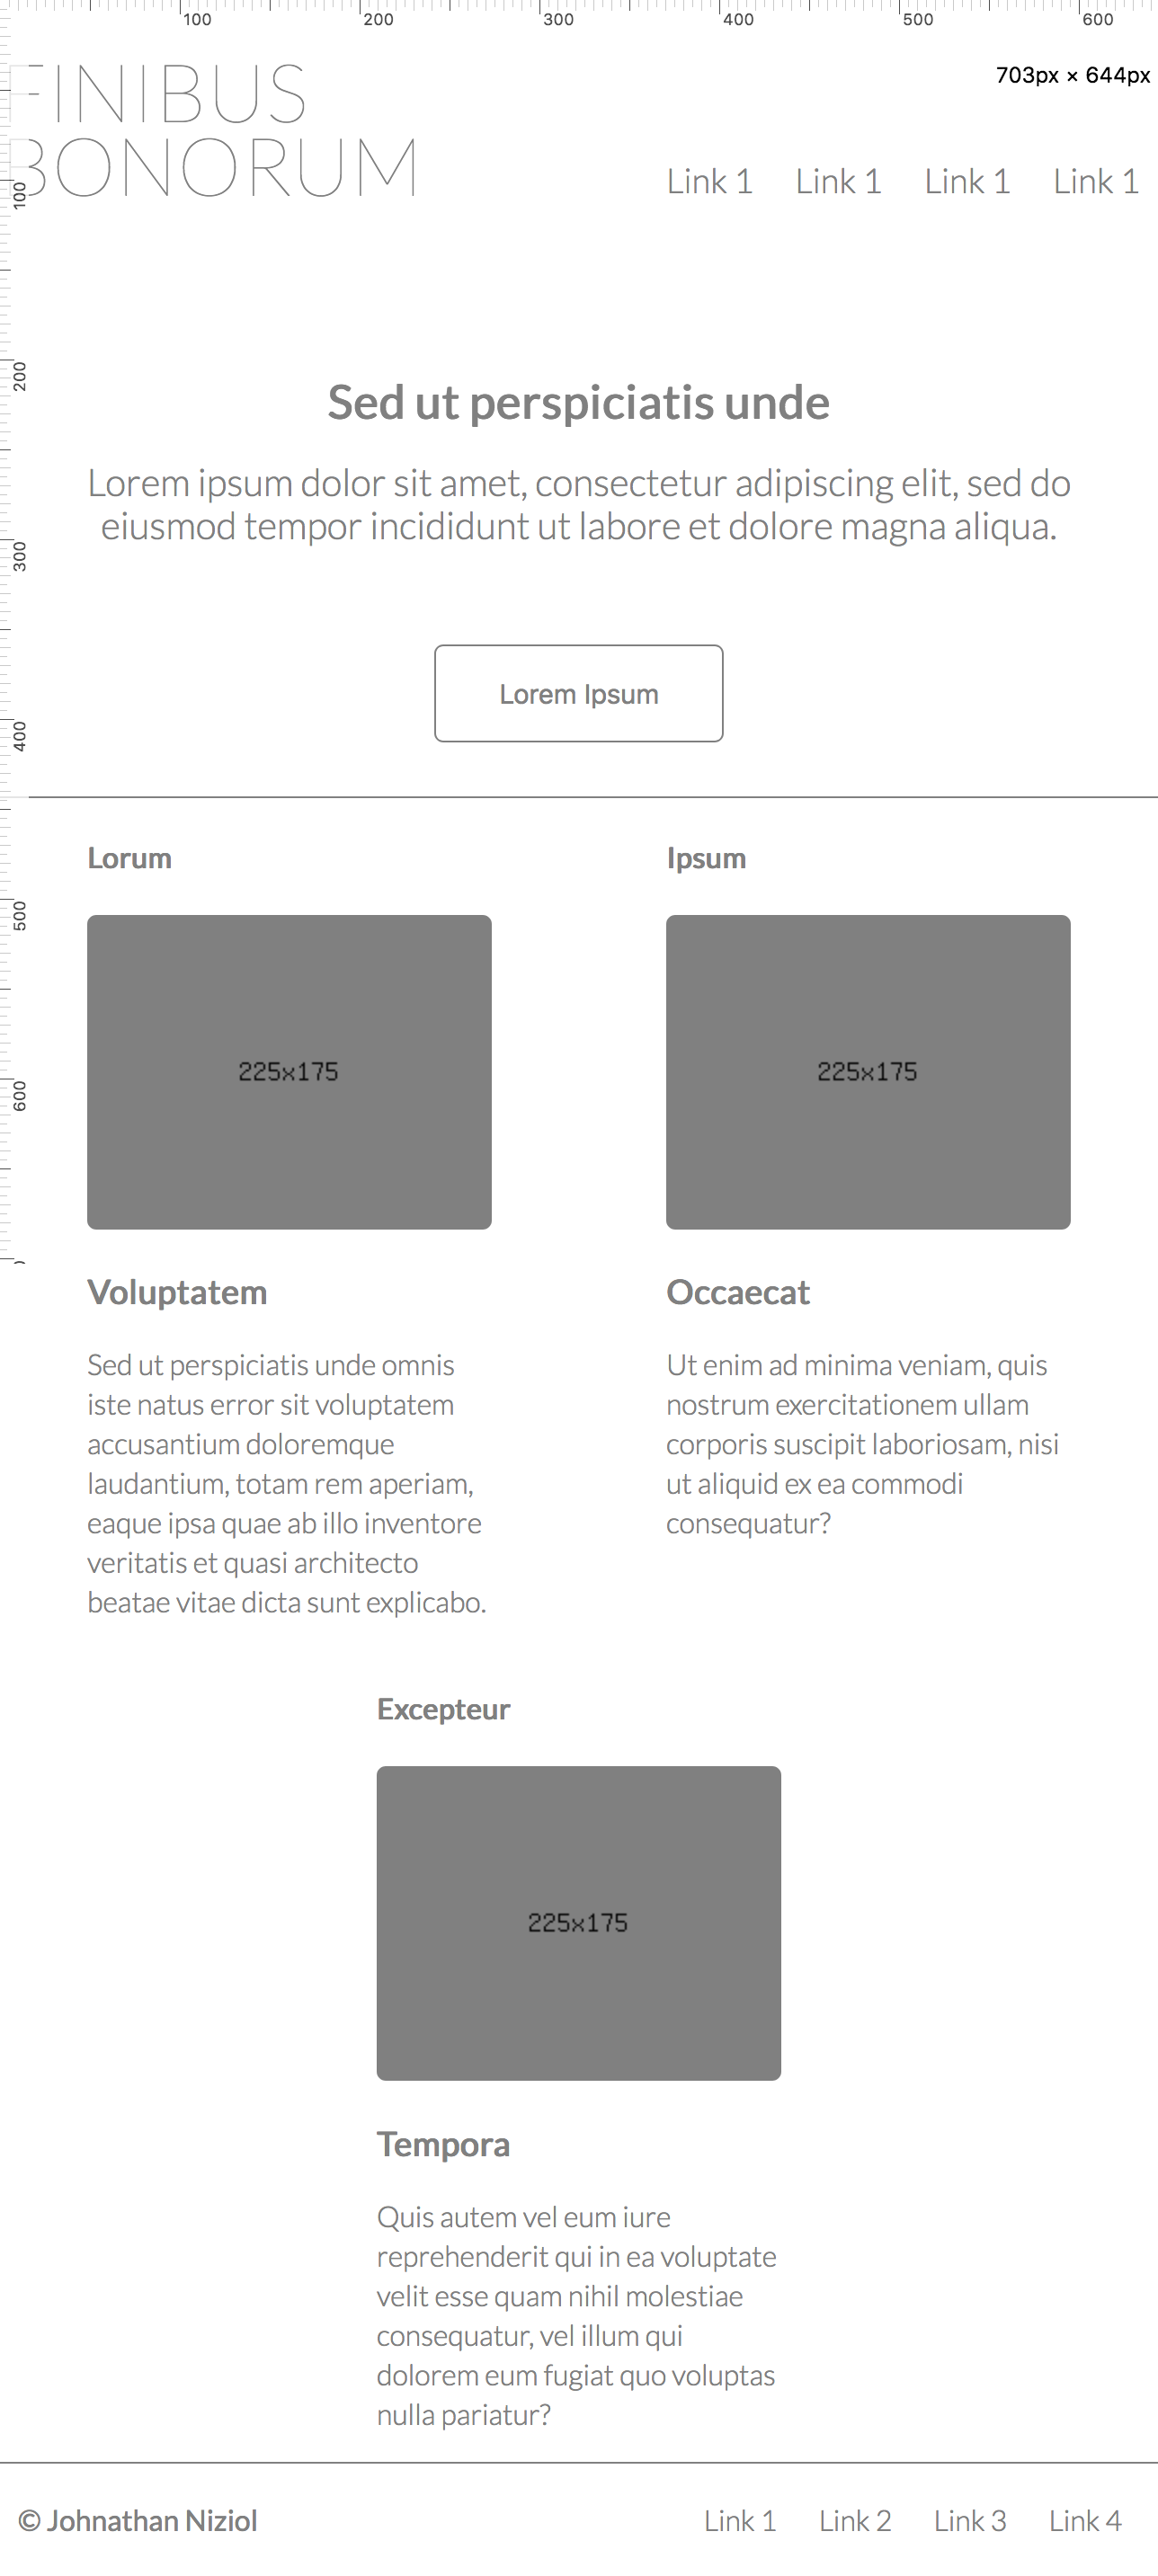 100 200 300 400 500 600
703px × 644px
FINIBUS
BONORUM
Link 1 Link 1 Link 1 Link 1
100
200
300
400
500
600
Sed ut perspiciatis unde
Lorem ipsum dolor sit amet, consectetur adipiscing elit, sed do
eiusmod tempor incididunt ut labore et dolore magna aliqua.
Lorem Ipsum
Lorum
225x175
Voluptatem
Sed ut perspiciatis unde omnis
iste natus error sit voluptatem
accusantium doloremque
laudantium, totam rem aperiam,
eaque ipsa quae ab illo inventore
veritatis et quasi architecto
beatae vitae dicta sunt explicabo.
Ipsum
225x175
Occaecat
Ut enim ad minima veniam, quis
nostrum exercitationem ullam
corporis suscipit laboriosam, nisi
ut aliquid ex ea commodi
consequatur?
Excepteur
225x175
Tempora
Quis autem vel eum iure
reprehenderit qui in ea voluptate
velit esse quam nihil molestiae
consequatur, vel illum qui
dolorem eum fugiat quo voluptas
nulla pariatur?
© Johnathan Niziol
Link 1 Link 2 Link 3 Link 4